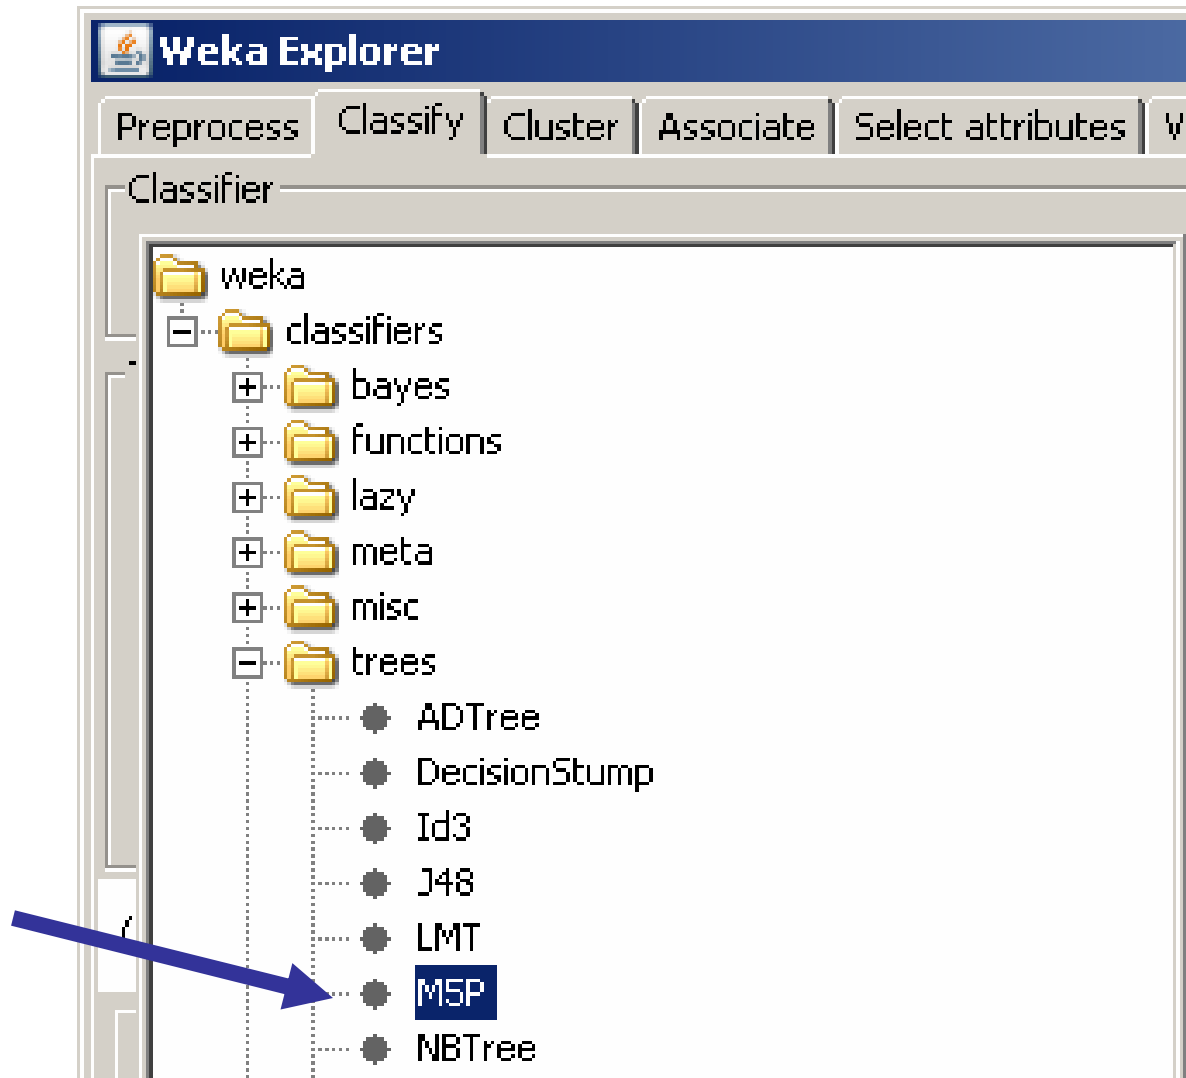 Weka Explorer
Preprocess Classify Cluster Associate Select attributes
Classifier
weka
classifiers
bayes
functions
lazy
meta
misc
trees
ADTree
DecisionStump
Id3
J48
LMT
M5P
NBTree